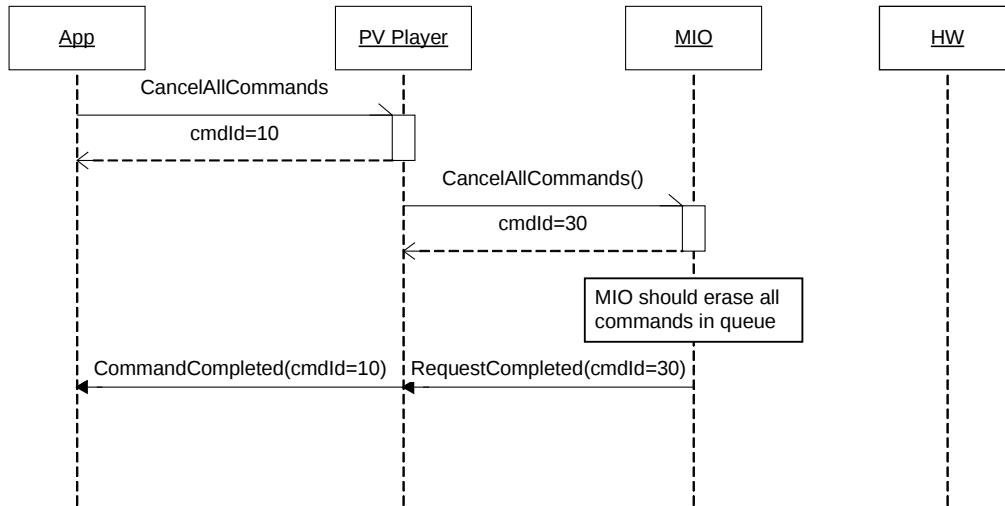 App
PV Player
MIO
HW
CancelAllCommands
cmdId=10
CancelAllCommands()
cmdId=30
MIO should erase all
commands in queue
CommandCompleted(cmdId=10)
RequestCompleted(cmdId=30)